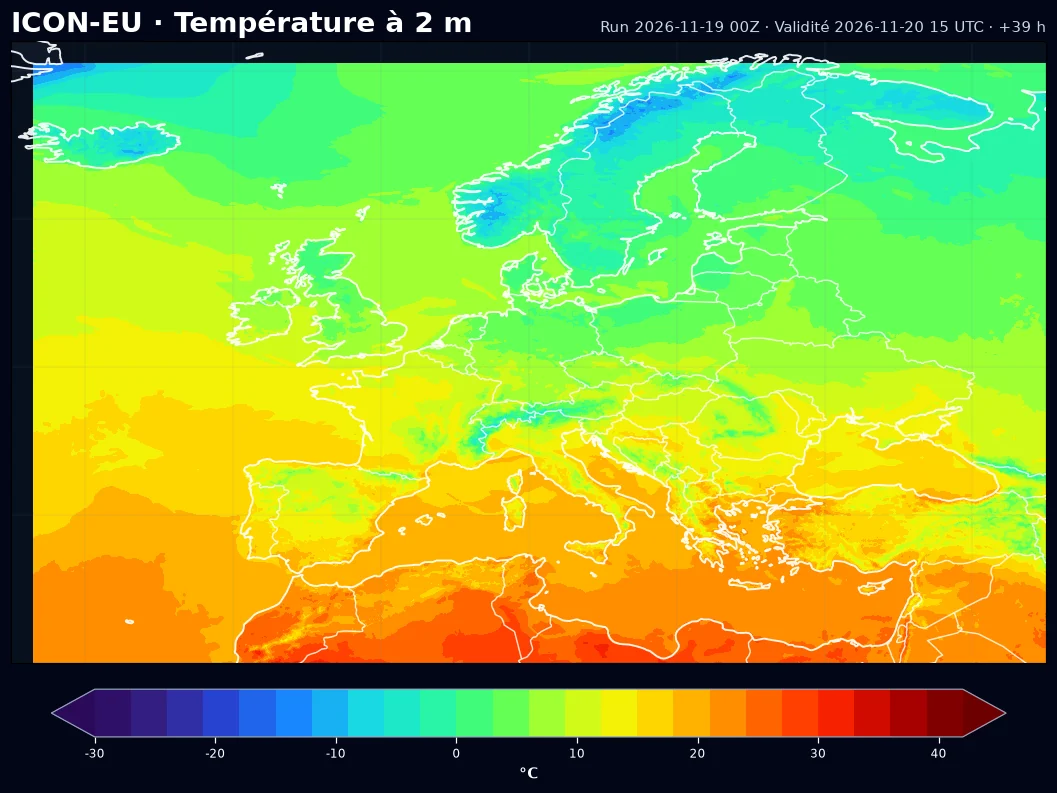 ICON-EU · Température à 2 m
Run 2026-11-19 00Z · Validité 2026-11-20 15 UTC · +39 h
-30 -20 -10 0 10 20 30 40
°C